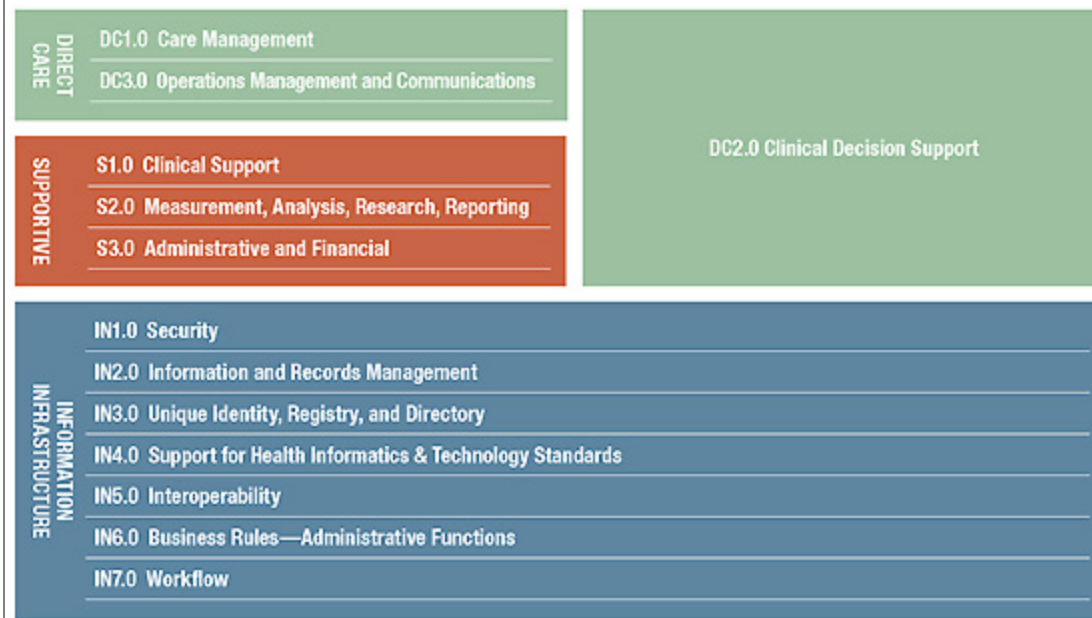 DIRECT
CARE
DC1.0 Care Management
DC3.0 Operations Management and Communications
DC2.0 Clinical Decision Support
SUPPORTIVE
S1.0 Clinical Support
S2.0 Measurement, Analysis, Research, Reporting
S3.0 Administrative and Financial
INFORMATION
INFRASTRUCTURE
IN1.0 Security
IN2.0 Information and Records Management
IN3.0 Unique Identity, Registry, and Directory
IN4.0 Support for Health Informatics & Technology Standards
IN5.0 Interoperability
IN6.0 Business Rules—Administrative Functions
IN7.0 Workflow